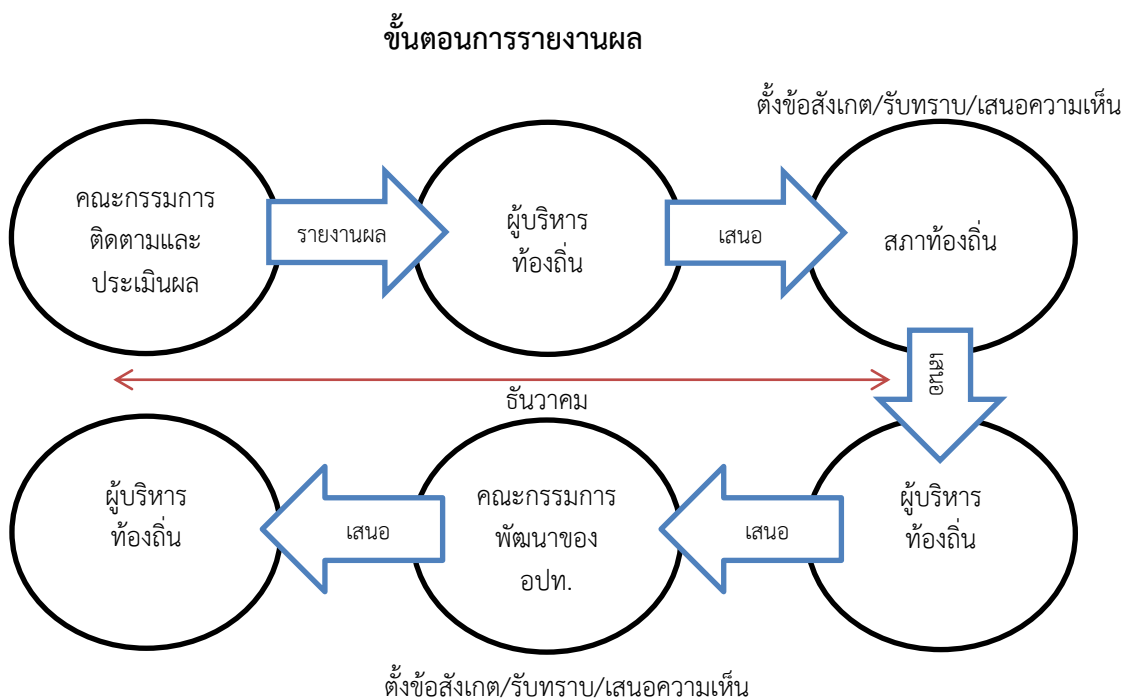 ขั้นตอนการรายงานผล
ตั้งข้อสังเกต/รับทราบ/เสนอความเห็น
คณะกรรมการ
ติดตามและ
ประเมินผล
รายงานผล
ผู้บริหาร
ท้องถิ่น
เสนอ
สภาท้องถิ่น
เสนอ
ธันวาคม
ผู้บริหาร
ท้องถิ่น
เสนอ
คณะกรรมการ
พัฒนาของ
อปท.
เสนอ
ผู้บริหาร
ท้องถิ่น
ตั้งข้อสังเกต/รับทราบ/เสนอความเห็น